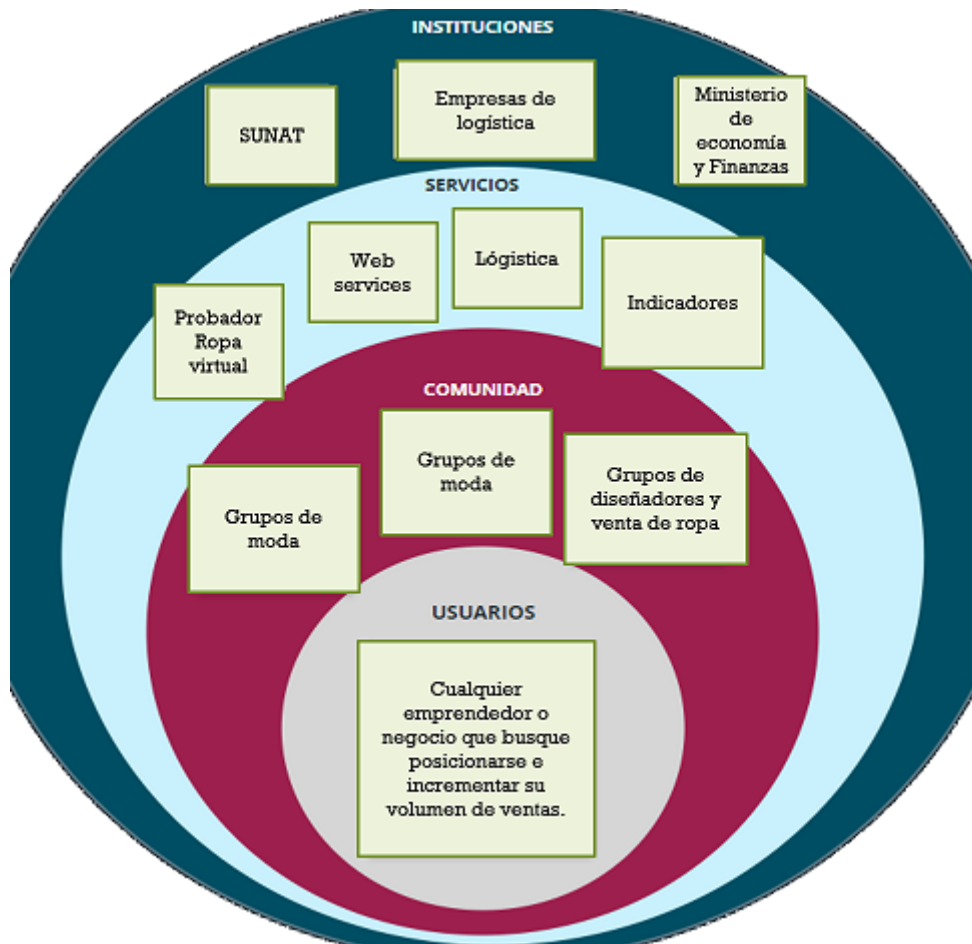 INSTITUCIONES
SUNAT
Empresas de
logística
Ministerio
de
economía
y Finanzas
SERVICIOS
Probador
Ropa
virtual
Web
services
Lógistica
Indicadores
COMUNIDAD
Grupos de
moda
Grupos de
moda
Grupos de
diseñadores y
venta de ropa
USUARIOS
Cualquier
emprendedor o
negocio que busque
posicionarse e
incrementar su
volumen de ventas.